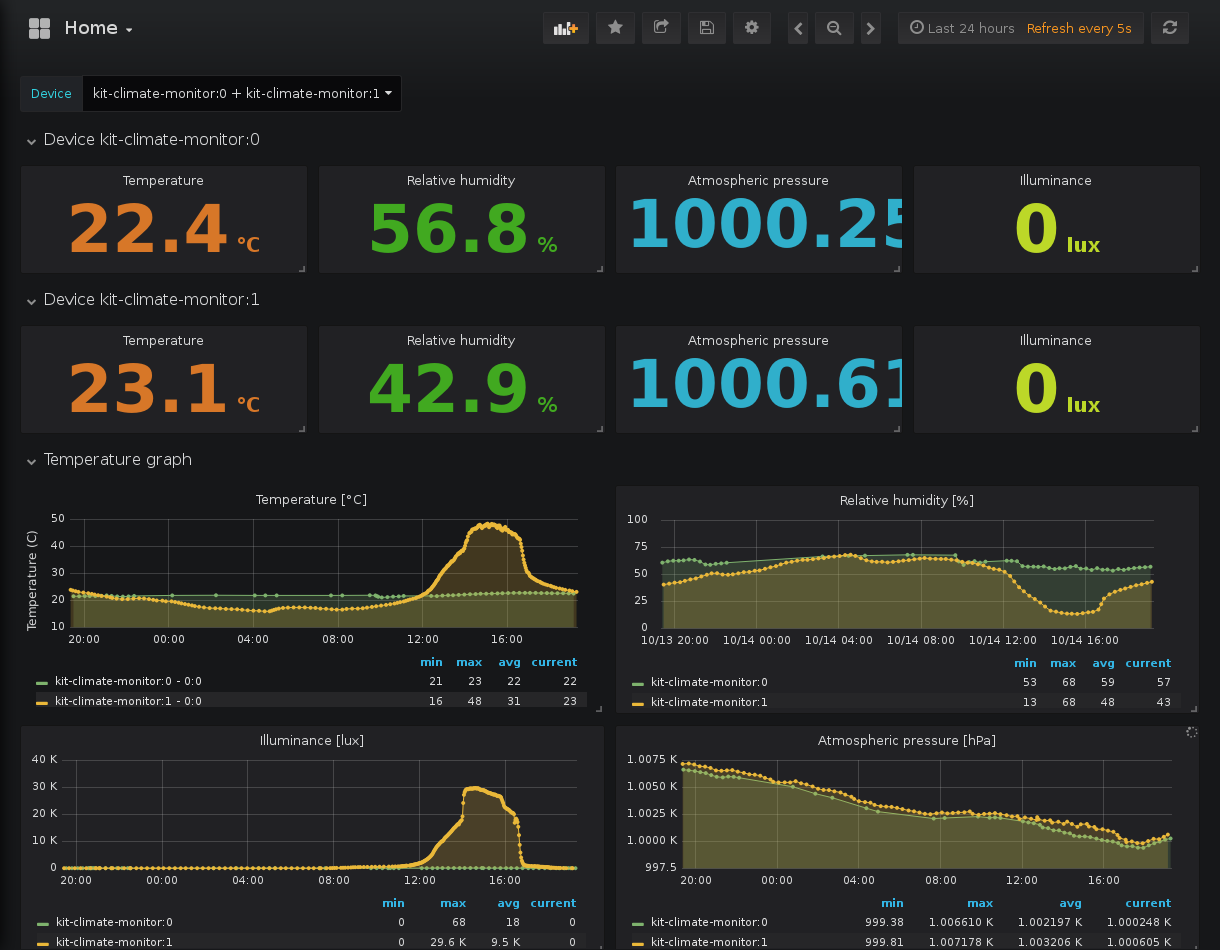 Home
Last 24 hours Refresh every 5s
Device kit-climate-monitor:0 + kit-climate-monitor:1
Device kit-climate-monitor:0
Temperature Relative humidity Atmospheric pressure Illuminance
22.4 °C 56.8 % 1000.25 0 lux
Device kit-climate-monitor:1
Temperature Relative humidity Atmospheric pressure Illuminance
23.1 °C 42.9 % 1000.61 0 lux
Temperature graph
Temperature [°C]
Temperature (C)
50
40
30
20
10
20:00 00:00 04:00 08:00 12:00 16:00
min max avg current
kit-climate-monitor:0 - 0:0 21 23 22 22
kit-climate-monitor:1 - 0:0 16 48 31 23
Relative humidity [%]
100
75
50
25
0
10/13 20:00 10/14 00:00 10/14 04:00 10/14 08:00 10/14 12:00 10/14 16:00
min max avg current
kit-climate-monitor:0 53 68 59 57
kit-climate-monitor:1 13 68 48 43
Illuminance [lux]
40 K
30 K
20 K
10 K
0
20:00 00:00 04:00 08:00 12:00 16:00
min max avg current
kit-climate-monitor:0 0 68 18 0
kit-climate-monitor:1 0 29.6 K 9.5 K 0
Atmospheric pressure [hPa]
1.0075 K
1.0050 K
1.0025 K
1.0000 K
997.5
20:00 00:00 04:00 08:00 12:00 16:00
min max avg current
kit-climate-monitor:0 999.38 1.006610 K 1.002197 K 1.000248 K
kit-climate-monitor:1 999.81 1.007178 K 1.003206 K 1.000605 K